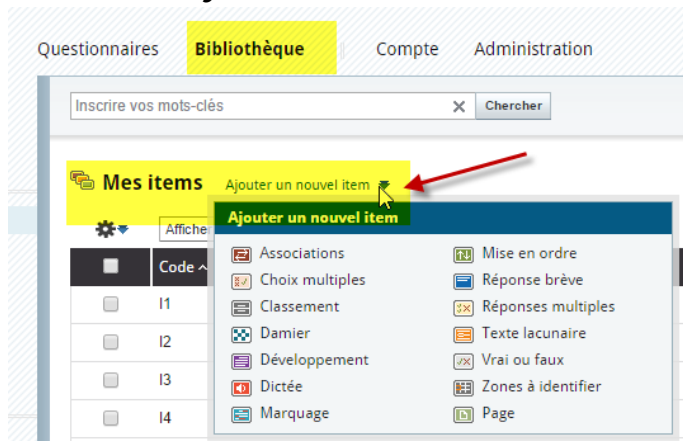 Questionnaires Bibliothèque Compte Administration
Inscrire vos mots-clés Chercher
Mes items Ajouter un nouvel item
Ajouter un nouvel item
Affiche
Code
Associations Mise en ordre
Choix multiples Réponse brève
Classement Réponses multiples
Damier Texte lacunaire
Développement Vrai ou faux
Dictée Zones à identifier
Marquage Page
I1
I2
I3
I4